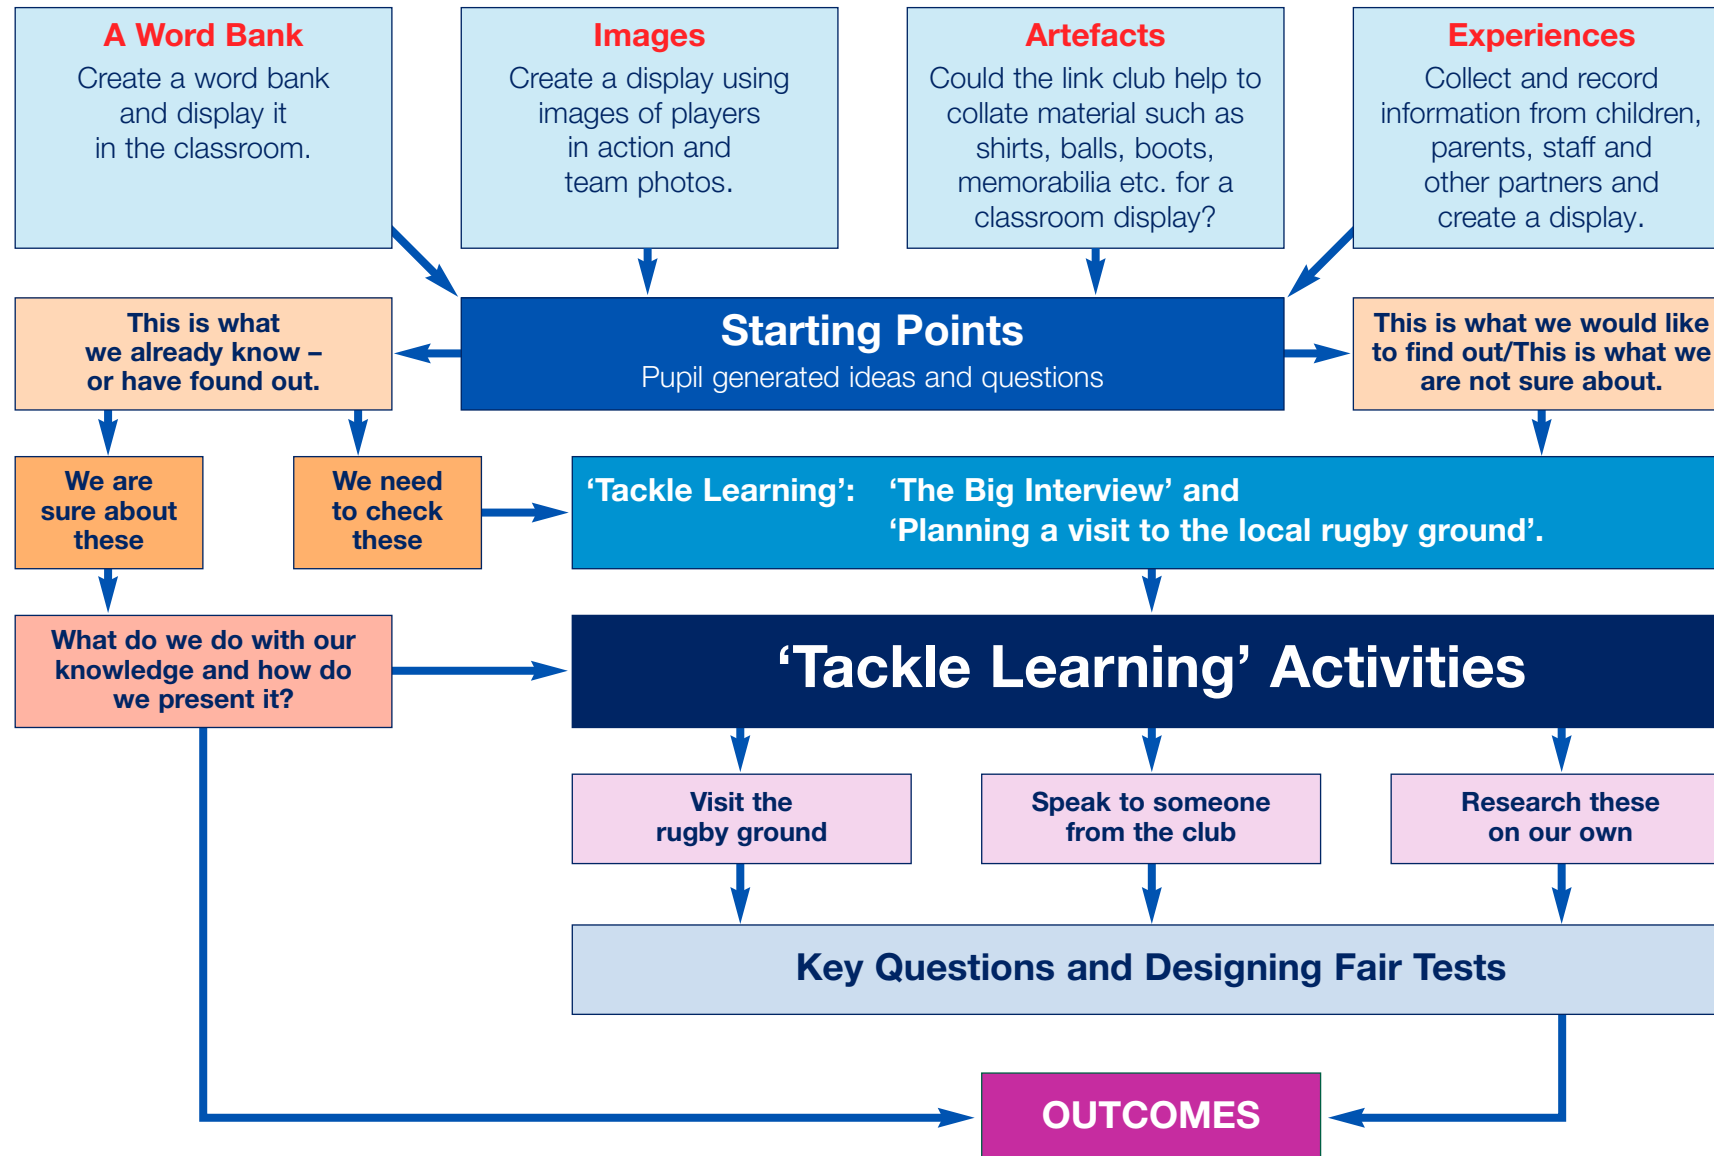 A Word Bank
Create a word bank
and display it
in the classroom.
Images
Create a display using
images of players
in action and
team photos.
Artefacts
Could the link club help to
collate material such as
shirts, balls, boots,
memorabilia etc. for a
classroom display?
Experiences
Collect and record
information from children,
parents, staff and
other partners and
create a display.
This is what
we already know –
or have found out.
Starting Points
Pupil generated ideas and questions
This is what we would like
to find out/This is what we
are not sure about.
We are
sure about
these
We need
to check
these
‘Tackle Learning’: ‘The Big Interview’ and
‘Planning a visit to the local rugby ground’.
What do we do with our
knowledge and how do
we present it?
‘Tackle Learning’ Activities
Visit the
rugby ground
Speak to someone
from the club
Research these
on our own
Key Questions and Designing Fair Tests
OUTCOMES